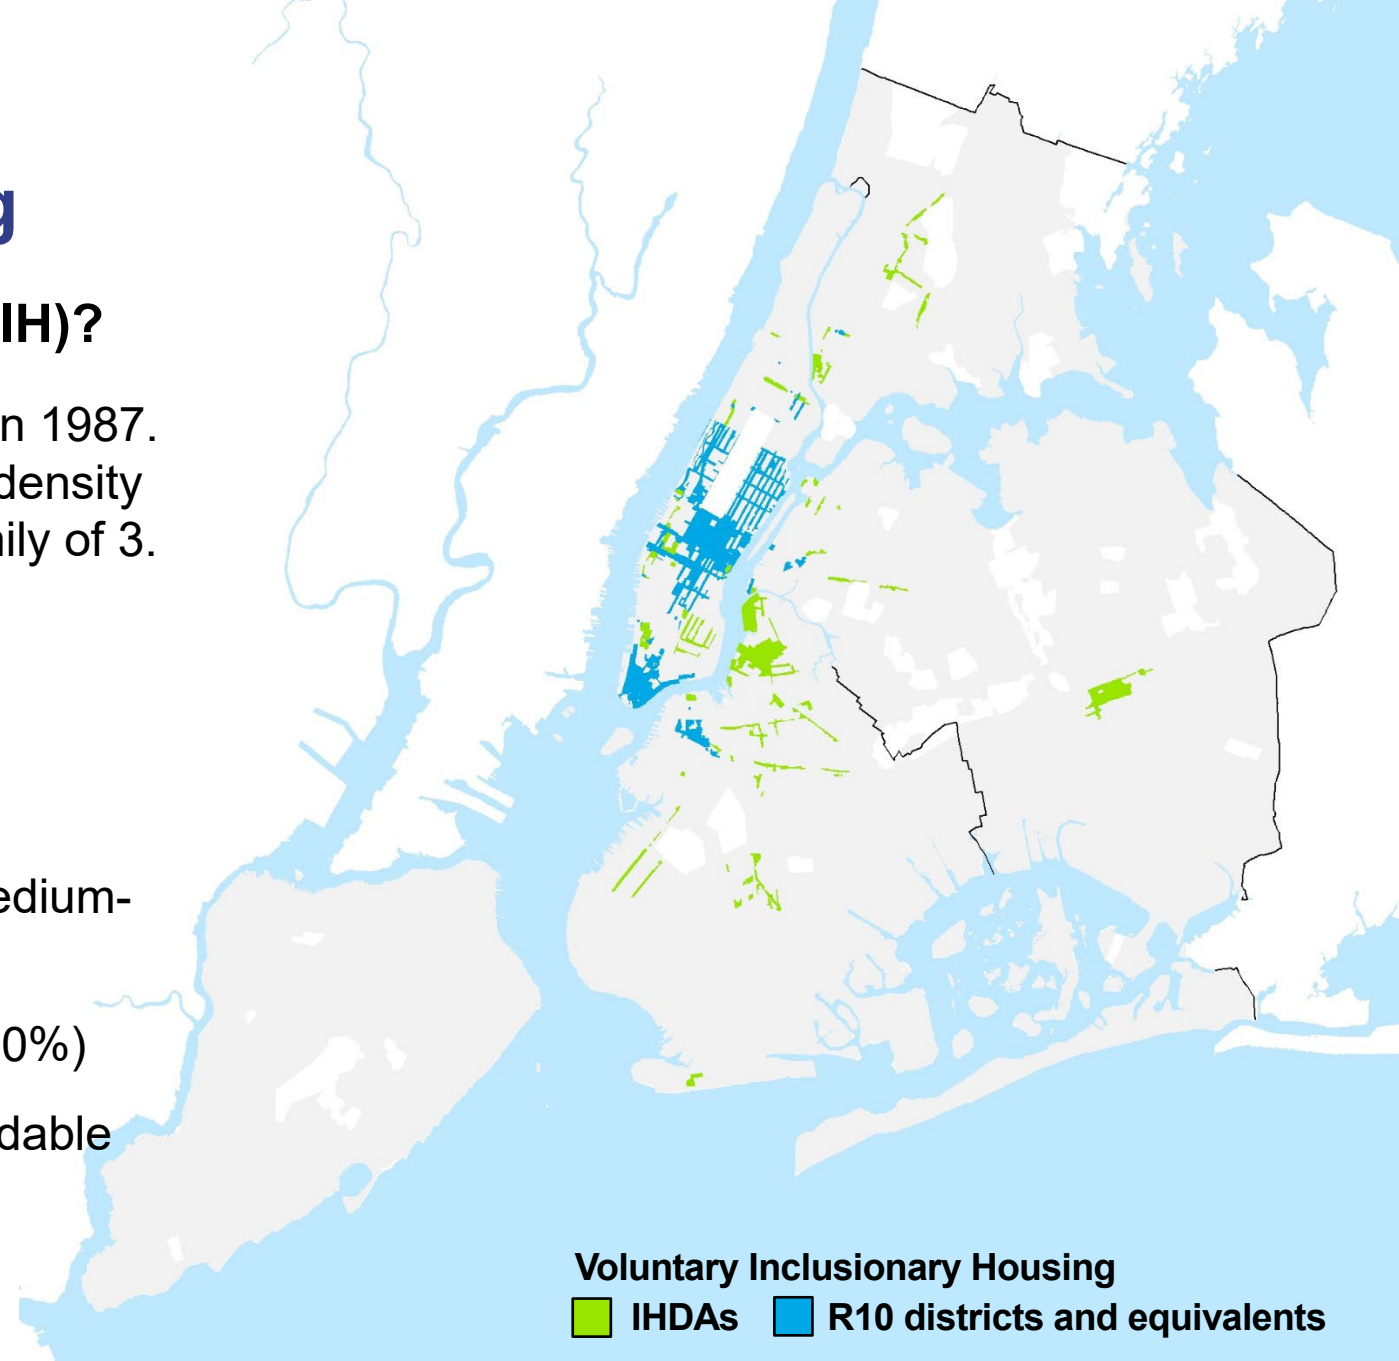 g
IH)?
n 1987.
density
ily of 3.
edium-
0%)
dable
Voluntary Inclusionary Housing
IHDAs R10 districts and equivalents